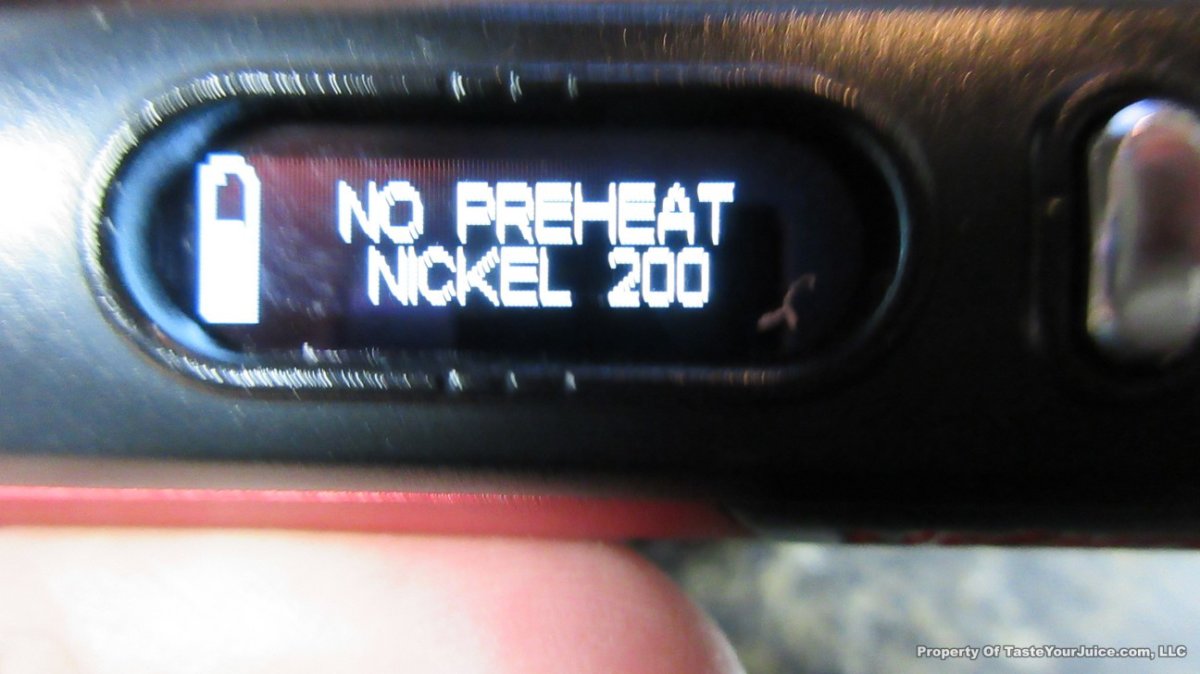 NO PREHEAT
NICKEL 200
Property Of TasteYourJuice.com, LLC